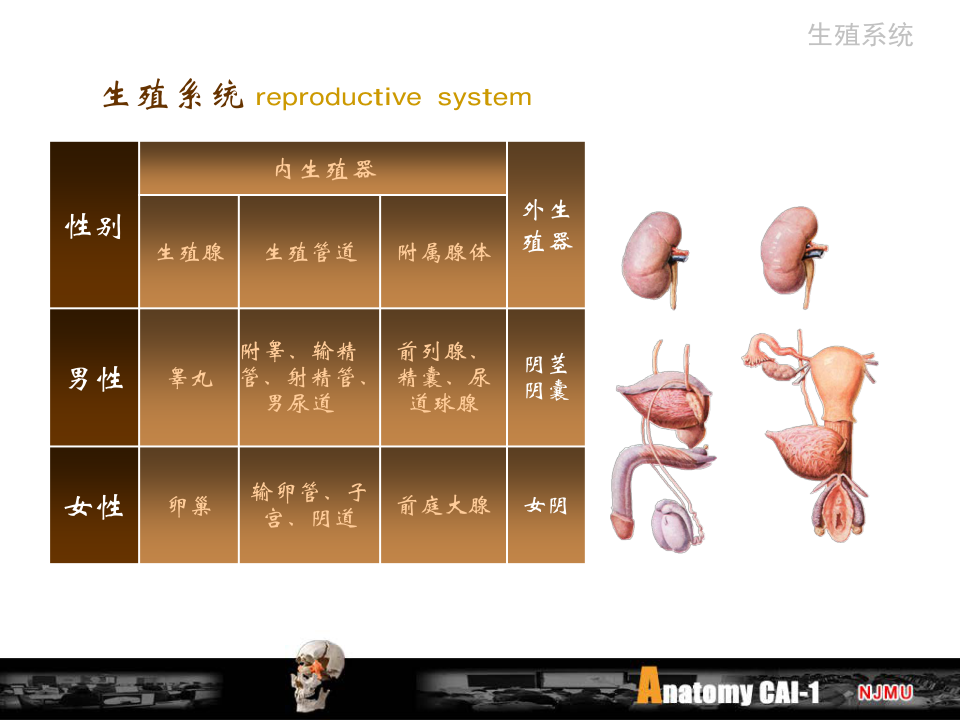 生殖系统
生殖系统 reproductive system
性别
内生殖器
外生
殖器
生殖腺
生殖管道
附属腺体
男性
睾丸
附睾、输精
管、射精管、
男尿道
前列腺、
精囊、尿
道球腺
阴茎
阴囊
女性
卵巢
输卵管、子
宫、阴道
前庭大腺
女阴
Anatomy CAI-1
NJMU